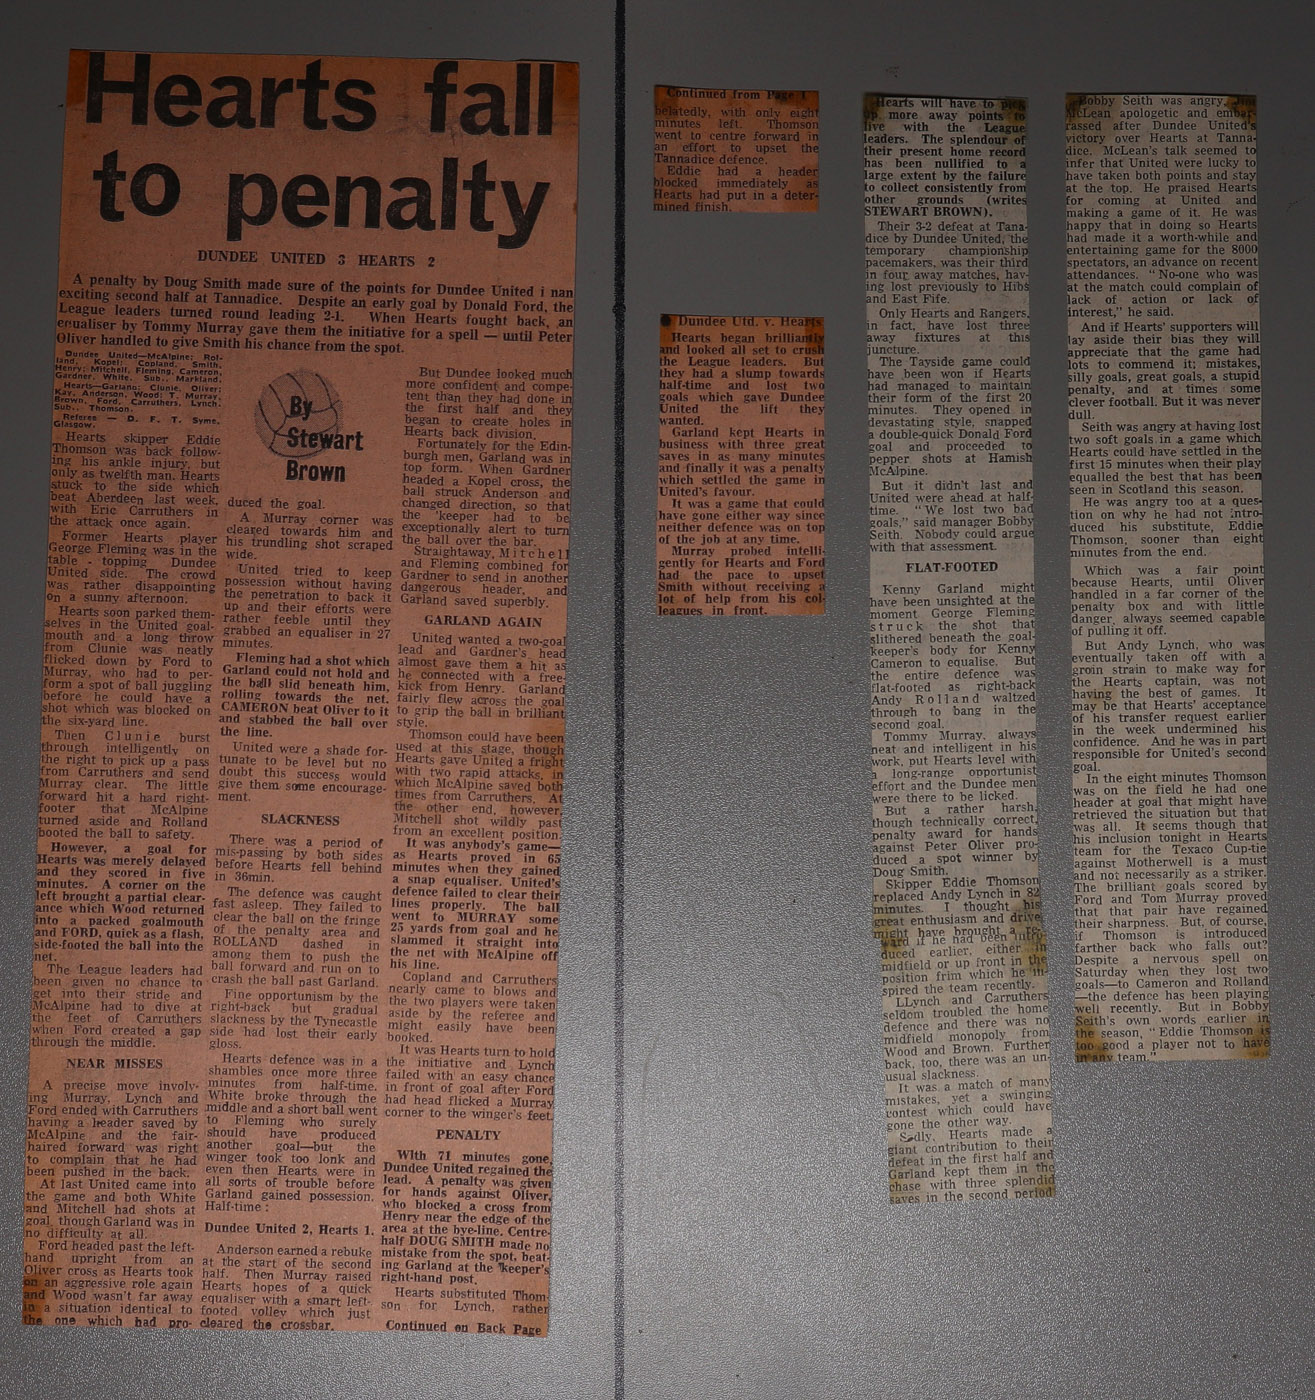 Hearts fall
to penalty
DUNDEE UNITED 3 HEARTS 2
A penalty by Doug Smith made sure of the points for Dundee United i nan
exciting second half at Tannadice. Despite an early goal by Donald Ford, the
League leaders turned round leading 2-1. When Hearts fought back, an
equaliser by Tommy Murray gave them the initiative for a spell — until Peter
Oliver handled to give Smith his chance from the spot.
Dundee United—McAlpine; Rol-
land, Kopel; Copland, Smith,
Henry; Mitchell, Fleming, Cameron,
Gardner, White. Sub., Markland.
Hearts—Garland; Clunie, Oliver;
Kay, Anderson, Wood; T. Murray,
Brown, Ford, Carruthers, Lynch.
Sub., Thomson.
Referee — D. F. T. Syme,
Glasgow.
Hearts skipper Eddie
Thomson was back follow-
ing his ankle injury, but
only as twelfth man. Hearts
stuck to the side which
beat Aberdeen last week,
with Eric Carruthers in
the attack once again.
Former Hearts player
George Fleming was in the
table - topping Dundee
United side. The crowd
was rather disappointing
on a sunny afternoon.
Hearts soon parked them-
selves in the United goal-
mouth and a long throw
from Clunie was neatly
flicked down by Ford to
Murray, who had to per-
form a spot of ball juggling
before he could have a
shot which was blocked on
the six-yard line.
Then Clunie burst
through intelligently on
the right to pick up a pass
from Carruthers and send
Murray clear. The little
forward hit a hard right-
footer that McAlpine
turned aside and Rolland
booted the ball to safety.
However, a goal for
Hearts was merely delayed
and they scored in five
minutes. A corner on the
left brought a partial clear-
ance which Wood returned
into a packed goalmouth
and FORD, quick as a flash,
side-footed the ball into the
net.
The League leaders had
been given no chance to
get into their stride and
McAlpine had to dive at
the feet of Carruthers
when Ford created a gap
through the middle.
NEAR MISSES
A precise move involv-
ing Murray, Lynch and
Ford ended with Carruthers
having a header saved by
McAlpine and the fair-
haired forward was right
to complain that he had
been pushed in the back.
At last United came into
the game and both White
and Mitchell had shots at
goal, though Garland was in
no difficulty at all.
Ford headed past the left-
hand upright from an
Oliver cross as Hearts took
on an aggressive role again
and Wood wasn't far away
in a situation identical to
the one which had pro-
By
Stewart
Brown
duced the goal.
A Murray corner was
cleared towards him and
his trundling shot scraped
wide.
United tried to keep
possession without having
the penetration to back it
up and their efforts were
rather feeble until they
grabbed an equaliser in 27
minutes.
Fleming had a shot which
Garland could not hold and
the ball slid beneath him,
rolling towards the net.
CAMERON beat Oliver to it
and stabbed the ball over
the line.
United were a shade for-
tunate to be level but no
doubt this success would
give them some encourage-
ment.
SLACKNESS
There was a period of
mis-passing by both sides
before Hearts fell behind
in 36min.
The defence was caught
fast asleep. They failed to
clear the ball on the fringe
of the penalty area and
ROLLAND dashed in
among them to push the
ball forward and run on to
crash the ball past Garland.
Fine opportunism by the
right-back but gradual
slackness by the Tynecastle
side had lost their early
gloss.
Hearts defence was in a
shambles once more three
minutes from half-time.
White broke through the
middle and a short ball went
to Fleming who surely
should have produced
another goal—but the
winger took too lonk and
even then Hearts were in
all sorts of trouble before
Garland gained possession.
Half-time :
Dundee United 2, Hearts 1.
Anderson earned a rebuke
at the start of the second
half. Then Murray raised
Hearts hopes of a quick
equaliser with a smart left-
footed volley which just
cleared the crossbar.
But Dundee looked much
more confident and compe-
tent than they had done in
the first half and they
began to create holes in
Hearts back division.
Fortunately for the Edin-
burgh men, Garland was in
top form. When Gardner
headed a Kopel cross, the
ball struck Anderson and
changed direction, so that
the 'keeper had to be
exceptionally alert to turn
the ball over the bar.
Straightaway, Mitchell
and Fleming combined for
Gardner to send in another
dangerous header, and
Garland saved superbly.
GARLAND AGAIN
United wanted a two-goal
lead and Gardner's head
almost gave them a hit as
he connected with a free-
kick from Henry. Garland
fairly flew across the goal
to grip the ball in brilliant
style.
Thomson could have been
used at this stage, though
Hearts gave United a fright
with two rapid attacks, in
which McAlpine saved both
times from Carruthers. At
the other end, however,
Mitchell shot wildly past
from an excellent position.
It was anybody's game—
as Hearts proved in 65
minutes when they gained
a snap equaliser. United's
defence failed to clear their
lines properly. The ball
went to MURRAY some
25 yards from goal and he
slammed it straight into
the net with McAlpine off
his line.
Copland and Carruthers
nearly came to blows and
the two players were taken
aside by the referee and
might easily have been
booked.
It was Hearts turn to hold
the initiative and Lynch
failed with an easy chance
in front of goal after Ford
had head flicked a Murray
corner to the winger's feet.
PENALTY
With 71 minutes gone,
Dundee United regained the
lead. A penalty was given
for hands against Oliver,
who blocked a cross from
Henry near the edge of the
area at the bye-line. Centre-
half DOUG SMITH made no
mistake from the spot, beat-
ing Garland at the 'keeper's
right-hand post.
Hearts substituted Thom-
son for Lynch, rather
Continued on Back Page
Continued from Page 1
belatedly, with only eight
minutes left. Thomson
went to centre forward in
an effort to upset the
Tannadice defence.
Eddie had a header
blocked immediately as
Hearts had put in a deter-
mined finish.
Dundee Utd. v. Hearts
Hearts began brilliantly
and looked all set to crush
the League leaders. But
they had a slump towards
half-time and lost two
goals which gave Dundee
United the lift they
wanted.
Garland kept Hearts in
business with three great
saves in as many minutes
and finally it was a penalty
which settled the game in
United's favour.
It was a game that could
have gone either way since
neither defence was on top
of the job at any time.
Murray probed intelli-
gently for Hearts and Ford
had the pace to upset
Smith without receiving a
lot of help from his col-
leagues in front.
Hearts will have to pick
up more away points to
live with the League
leaders. The splendour of
their present home record
has been nullified to a
large extent by the failure
to collect consistently from
other grounds (writes
STEWART BROWN).
Their 3-2 defeat at Tana-
dice by Dundee United, the
temporary championship
pacemakers, was their third
in four away matches, hav-
ing lost previously to Hibs
and East Fife.
Only Hearts and Rangers,
in fact, have lost three
away fixtures at this
juncture.
The Tayside game could
have been won if Hearts
had managed to maintain
their form of the first 20
minutes. They opened in
devastating style, snapped
a double-quick Donald Ford
goal and proceeded to
pepper shots at Hamish
McAlpine.
But it didn't last and
United were ahead at half-
time. "We lost two bad
goals," said manager Bobby
Seith. Nobody could argue
with that assessment.
FLAT-FOOTED
Kenny Garland might
have been unsighted at the
moment George Fleming
struck the shot that
slithered beneath the goal-
keeper's body for Kenny
Cameron to equalise. But
the entire defence was
flat-footed as right-back
Andy Rolland waltzed
through to bang in the
second goal.
Tommy Murray, always
neat and intelligent in his
work, put Hearts level with
a long-range opportunist
effort and the Dundee men
were there to be licked.
But a rather harsh,
though technically correct,
penalty award for hands
against Peter Oliver pro-
duced a spot winner by
Doug Smith.
Skipper Eddie Thomson
replaced Andy Lynch in 82
minutes. I thought his
great enthusiasm and drive
might have brought a re-
ward if he had been intro-
duced earlier, either in
midfield or up front in the
position frim which he in-
spired the team recently.
LLynch and Carruthers
seldom troubled the home
defence and there was no
midfield monopoly from
Wood and Brown. Further
back, too, there was an un-
usual slackness.
It was a match of many
mistakes, yet a swinging
contest which could have
gone the other way.
Sadly, Hearts made a
giant contribution to their
defeat in the first half and
Garland kept them in the
chase with three splendid
saves in the second period
Bobby Seith was angry, Jim
McLean apologetic and embar-
rassed after Dundee United's
victory over Hearts at Tanna-
dice. McLean's talk seemed to
infer that United were lucky to
have taken both points and stay
at the top. He praised Hearts
for coming at United and
making a game of it. He was
happy that in doing so Hearts
had made it a worth-while and
entertaining game for the 8000
spectators, an advance on recent
attendances. "No-one who was
at the match could complain of
lack of action or lack of
interest," he said.
And if Hearts' supporters will
lay aside their bias they will
appreciate that the game had
lots to commend it; mistakes,
silly goals, great goals, a stupid
penalty, and at times some
clever football. But it was never
dull.
Seith was angry at having lost
two soft goals in a game which
Hearts could have settled in the
first 15 minutes when their play
equalled the best that has been
seen in Scotland this season.
He was angry too at a ques-
tion on why he had not intro-
duced his substitute, Eddie
Thomson, sooner than eight
minutes from the end.
Which was a fair point
because Hearts, until Oliver
handled in a far corner of the
penalty box and with little
danger, always seemed capable
of pulling it off.
But Andy Lynch, who was
eventually taken off with a
groin strain to make way for
the Hearts captain, was not
having the best of games. It
may be that Hearts' acceptance
of his transfer request earlier
in the week undermined his
confidence. And he was in part
responsible for United's second
goal.
In the eight minutes Thomson
was on the field he had one
header at goal that might have
retrieved the situation but that
was all. It seems though that
his inclusion tonight in Hearts
team for the Texaco Cup-tie
against Motherwell is a must
and not necessarily as a striker.
The brilliant goals scored by
Ford and Tom Murray proved
that that pair have regained
their sharpness. But, of course,
if Thomson is introduced
farther back who falls out?
Despite a nervous spell on
Saturday when they lost two
goals—to Cameron and Rolland
—the defence has been playing
well recently. But in Bobby
Seith's own words earlier in
the season, "Eddie Thomson is
too good a player not to have
in any team."